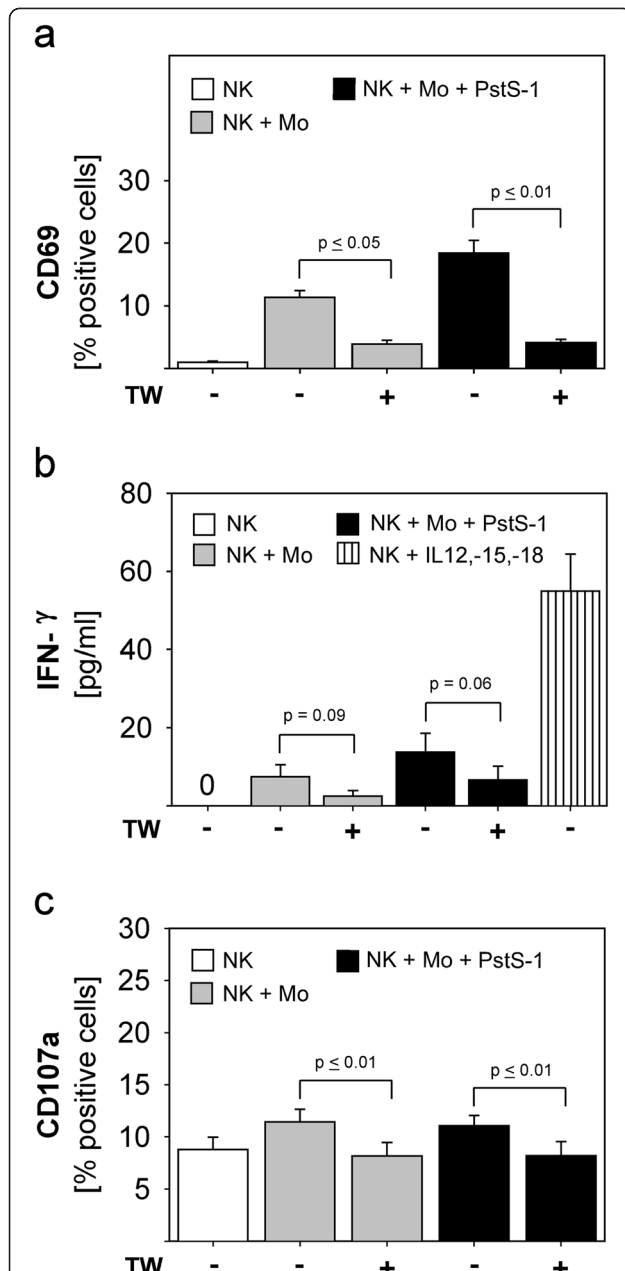 a
NK
NK + Mo + PstS-1
NK + Mo
CD69
[% positive cells]
30
20
10
p ≤ 0.05
p ≤ 0.01
TW - - + - +
b
80
60
40
20
0
NK
NK + Mo + PstS-1
NK + Mo
NK + IL12,-15,-18
IFN- γ
[pg/ml]
p = 0.09
p = 0.06
0
TW - - + - + -
c
30
25
20
15
10
5
NK
NK + Mo + PstS-1
NK + Mo
CD107a
[% positive cells]
p ≤ 0.01
p ≤ 0.01
TW - - + - +